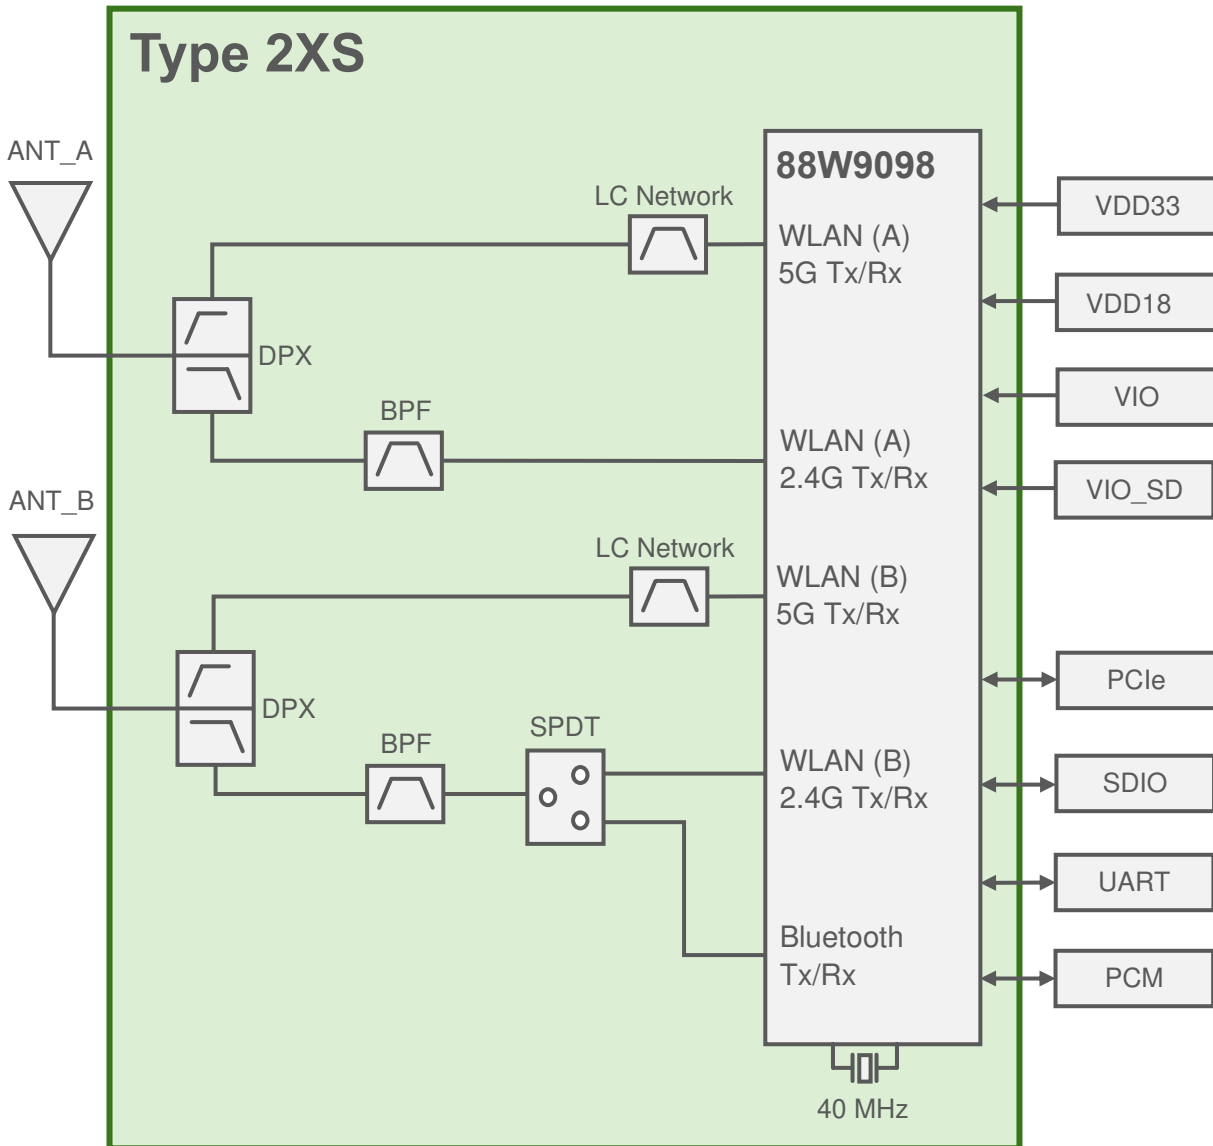 Type 2XS
ANT_A
88W9098
LC Network
WLAN (A)
5G Tx/Rx
DPX
BPF
WLAN (A)
2.4G Tx/Rx
ANT_B
LC Network
WLAN (B)
5G Tx/Rx
DPX
BPF
SPDT
WLAN (B)
2.4G Tx/Rx
Bluetooth
Tx/Rx
40 MHz
VDD33
VDD18
VIO
VIO_SD
PCIe
SDIO
UART
PCM